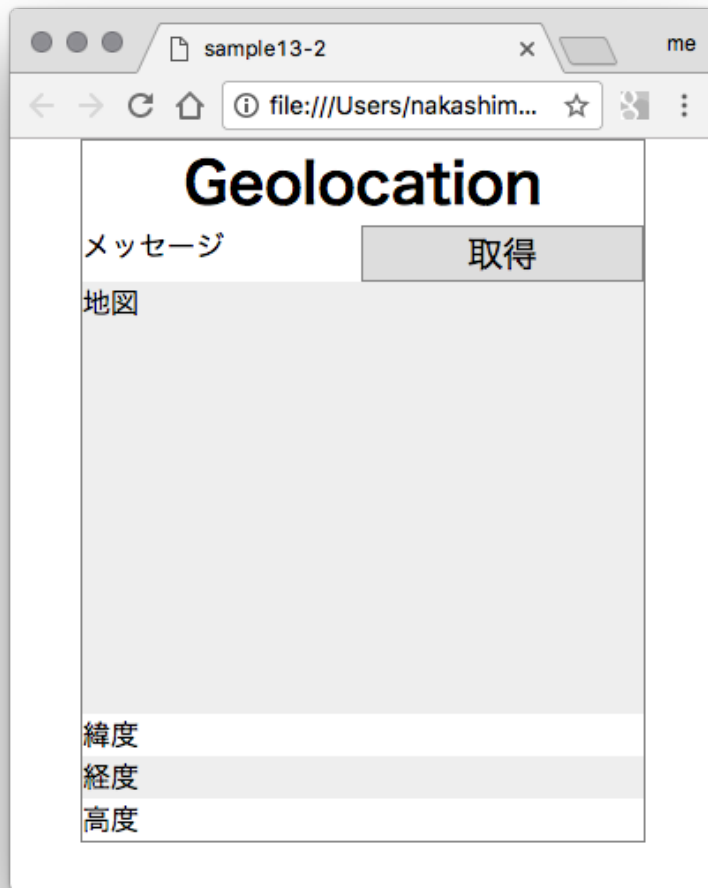 sample13-2
me
file:///Users/nakashim...
Geolocation
メッセージ
取得
地図
緯度
経度
高度